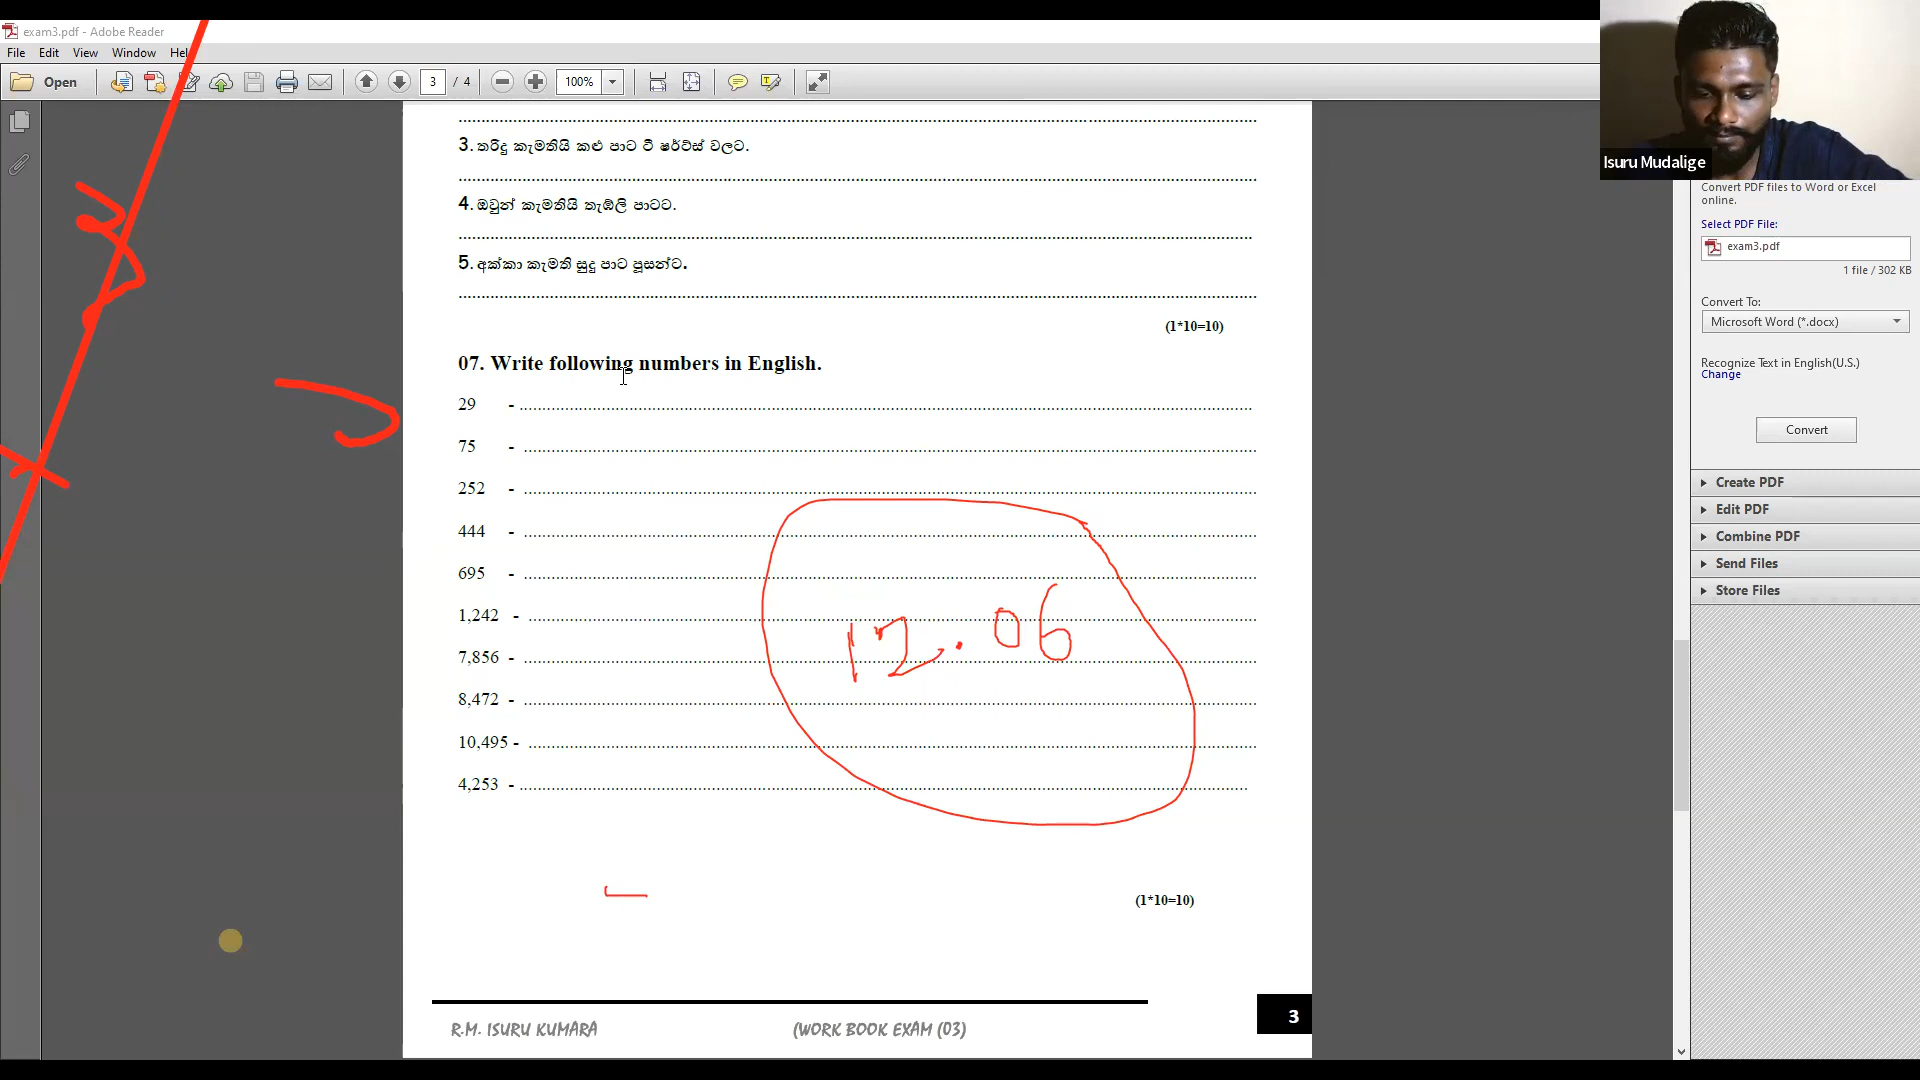 exam3.pdf - Adobe Reader
File Edit View Window Hel
Open 3 / 4 100%
3. තරිදු කැමතියි කළු පාට ටී ෂර්ට්ස් වලට.
4. ඔවුන් කැමතියි තැඹිලි පාටට.
5. අක්කා කැමති සුදු පාට පූසන්ට.
(1*10=10)
07. Write following numbers in English.
29 -
75 -
252 -
444 -
695 -
1,242 -
7,856 -
8,472 -
10,495 -
4,253 -
12.06
(1*10=10)
R.M. ISURU KUMARA (WORK BOOK EXAM (03) 3
Isuru Mudalige
Convert PDF files to Word or Excel
online.
Select PDF File:
exam3.pdf
1 file / 302 KB
Convert To:
Microsoft Word (*.docx)
Recognize Text in English(U.S.)
Change
Convert
Create PDF
Edit PDF
Combine PDF
Send Files
Store Files